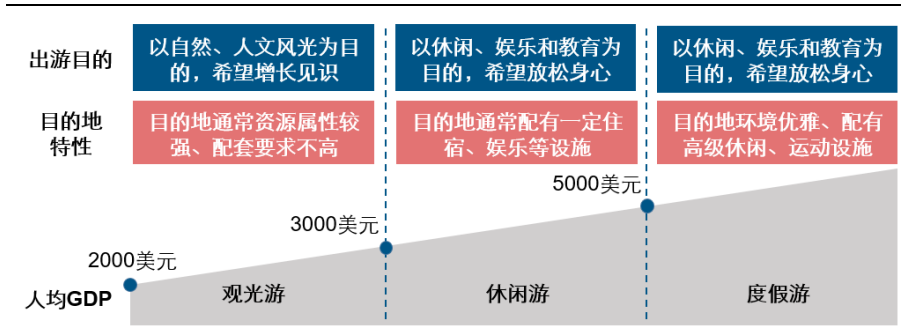 出游目的
以自然、人文风光为目
的，希望增长见识
以休闲、娱乐和教育为
目的，希望放松身心
以休闲、娱乐和教育为
目的，希望放松身心
目的地
特性
目的地通常资源属性较
强、配套要求不高
目的地通常配有一定住
宿、娱乐等设施
目的地环境优雅、配有
高级休闲、运动设施
5000美元
3000美元
2000美元
人均GDP
观光游
休闲游
度假游